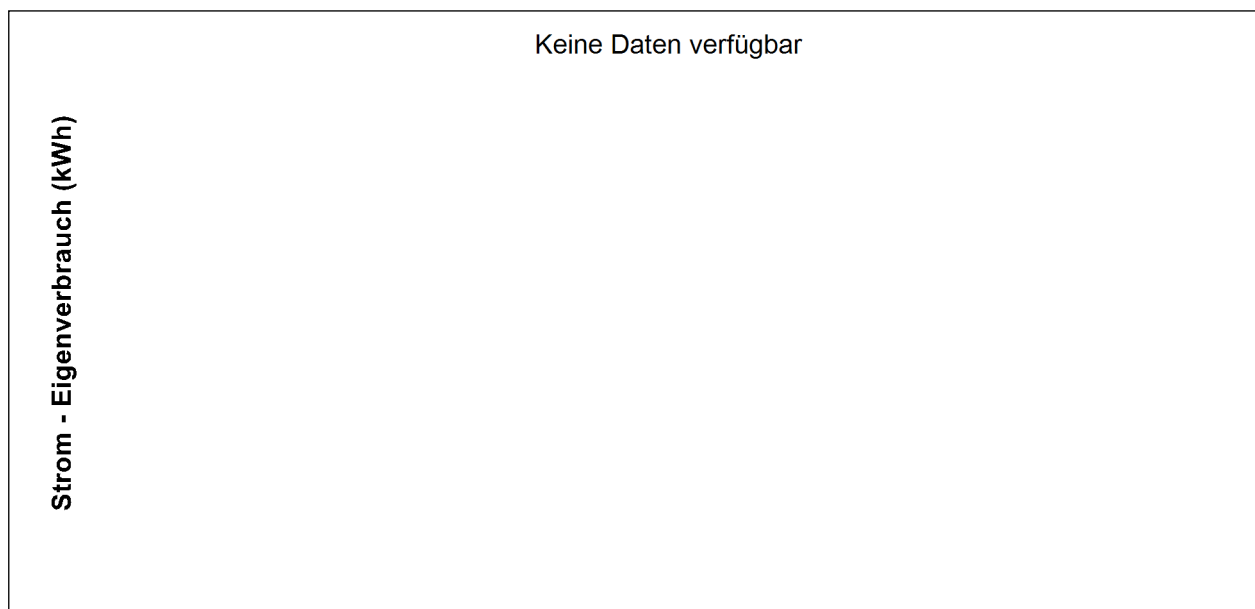 Keine Daten verfügbar
Strom - Eigenverbrauch (kWh)